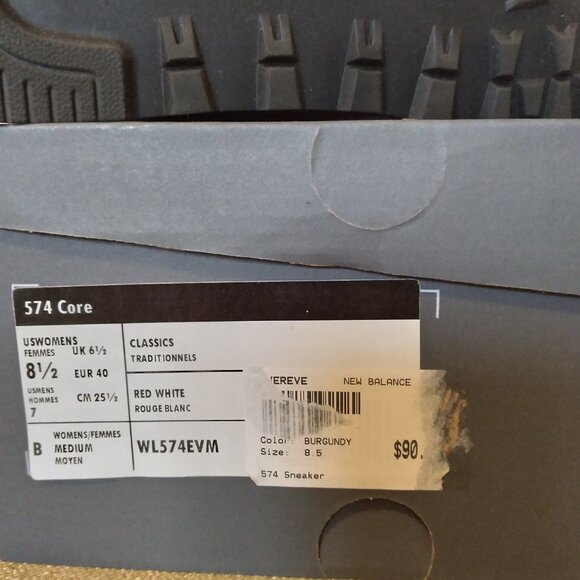 574 Core
USWOMENS
FEMMES
UK 6½
8½
EUR 40
USMENS
HOMMES
7
CM 25½
CLASSICS
TRADITIONNELS
RED WHITE
ROUGE BLANC
B
WOMENS/FEMMES
MEDIUM
MOYEN
WL574EVM
NEW BALANCE
Color: BURGUNDY
Size: 8.5
$90.
574 Sneaker